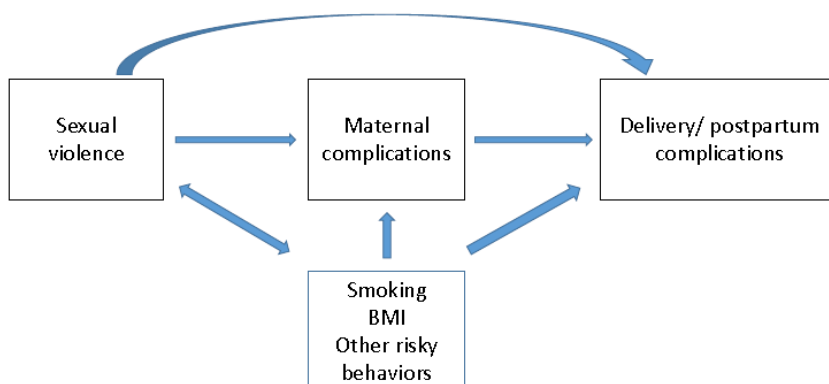 Sexual
violence
Maternal
complications
Delivery/ postpartum
complications
Smoking
BMI
Other risky
behaviors